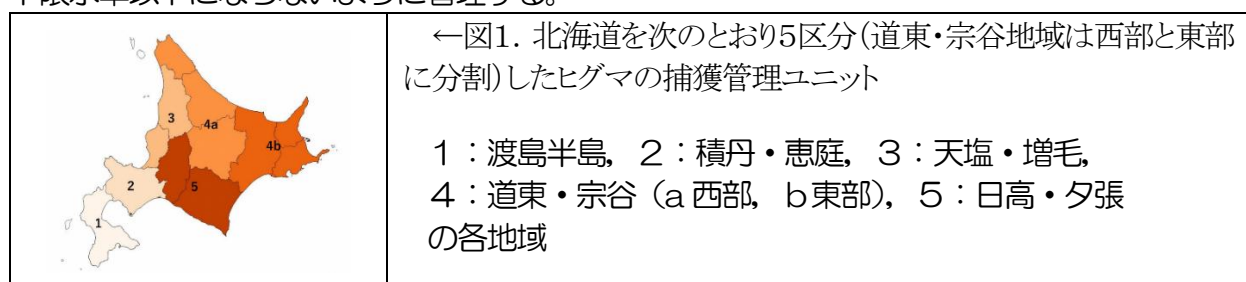 下限水準以下にならないように管理する。
←図1. 北海道を次のとおり5区分(道東・宗谷地域は西部と東部
に分割)したヒグマの捕獲管理ユニット
1:渡島半島, 2:積丹・恵庭, 3:天塩・増毛,
4:道東・宗谷(a西部, b東部), 5:日高・夕張
の各地域
3
4a
4b
2
5
1